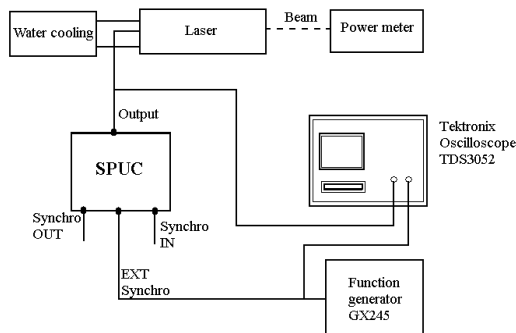 Water cooling
Laser
Beam
Power meter
Output
SPUC
Synchro
OUT
Synchro
IN
EXT
Synchro
Tektronix
Oscilloscope
TDS3052
Function
generator
GX245